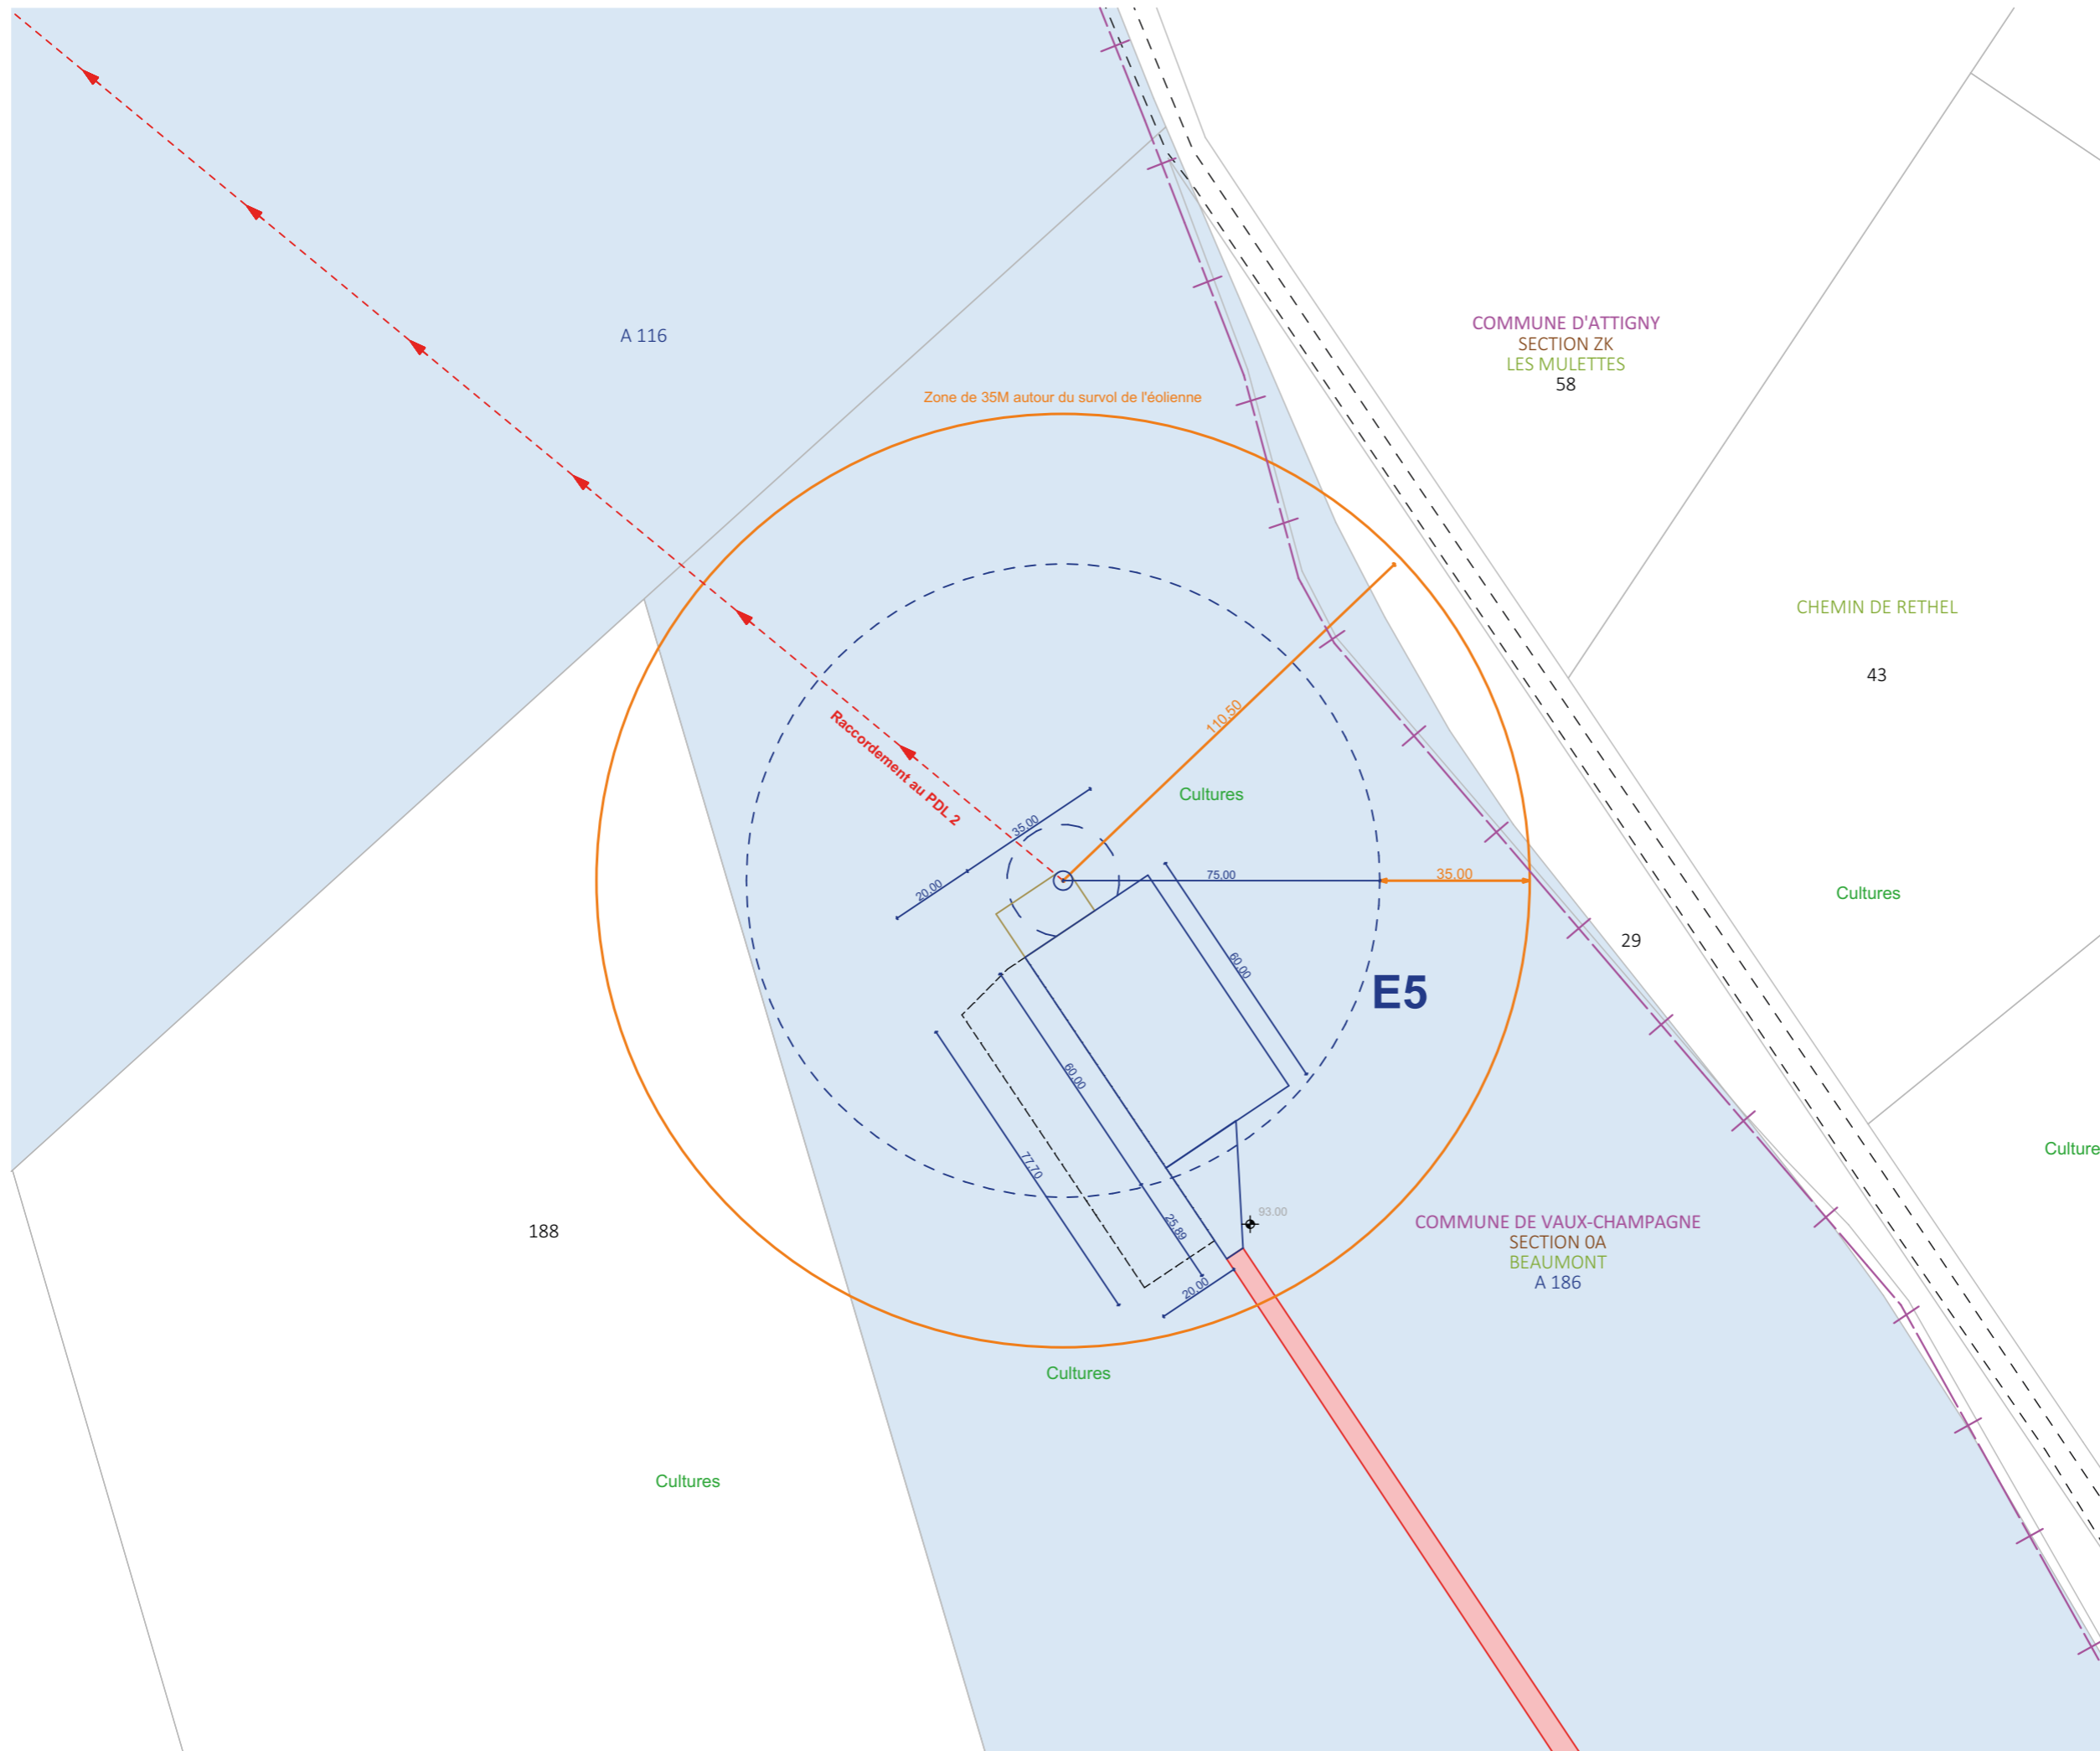 COMMUNE D'ATTIGNY
SECTION ZK
LES MULETTES
58
A 116
Zone de 35M autour du survol de l'éolienne
CHEMIN DE RETHEL
43
110,50
Raccordement au PDL 2
Cultures
35,00
20,00
75,00
35,00
Cultures
29
60,00
E5
60,00
77,70
Culture
188
25,89
93.00
COMMUNE DE VAUX-CHAMPAGNE
SECTION 0A
BEAUMONT
A 186
20,00
Cultures
Cultures